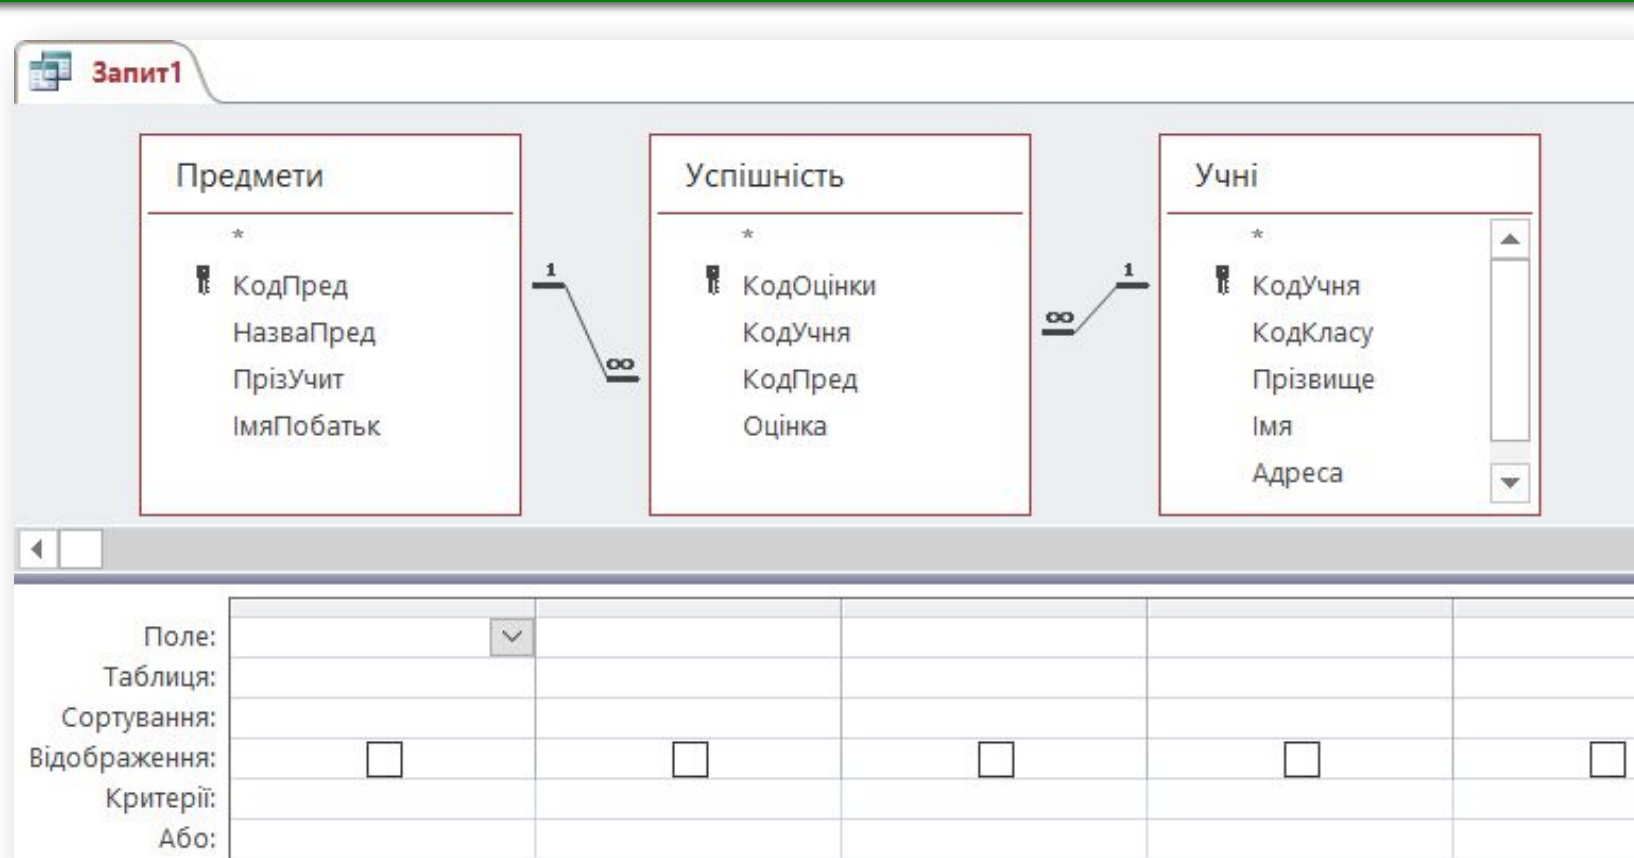 Запит1
Предмети
*
КодПред
НазваПред
ПрізУчит
ІмяПобатьк
1
∞
Успішність
*
КодОцінки
КодУчня
КодПред
Оцінка
1
∞
Учні
*
КодУчня
КодКласу
Прізвище
Імя
Адреса
Поле:
Таблиця:
Сортування:
Відображення:
Критерії:
Або: